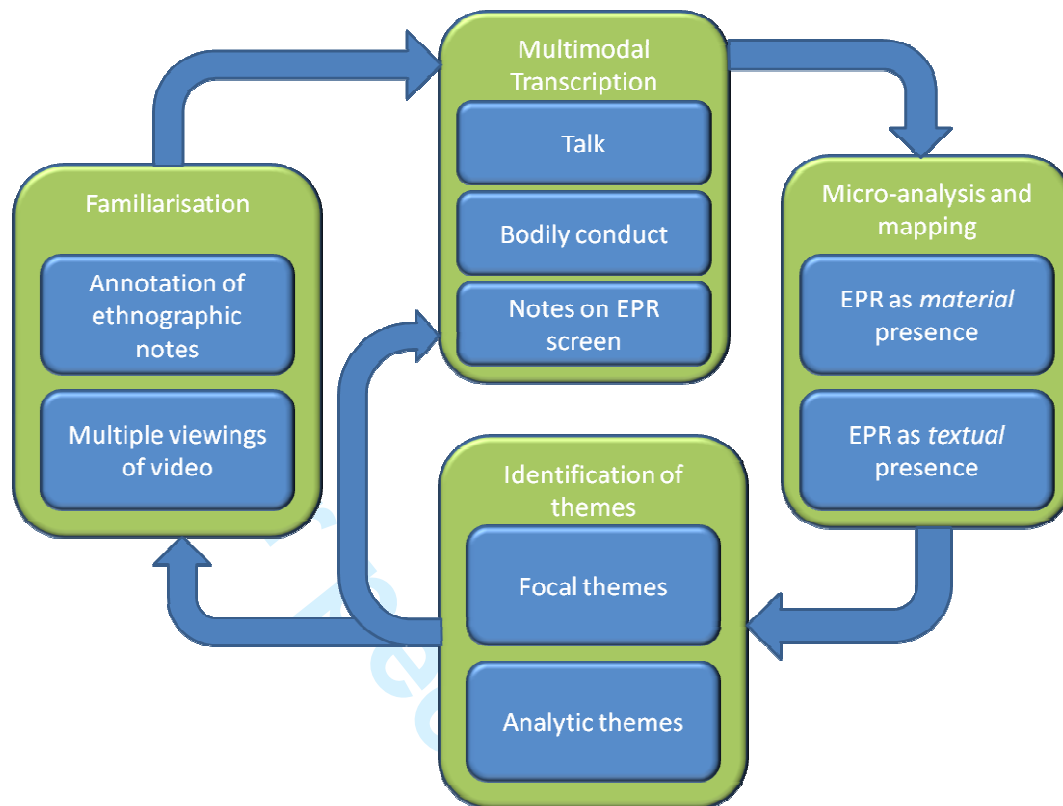 Multimodal
Transcription
Talk
Bodily conduct
Notes on EPR
screen
Familiarisation
Annotation of
ethnographic
notes
Multiple viewings
of video
Micro-analysis and
mapping
EPR as material
presence
EPR as textual
presence
Identification of
themes
Focal themes
Analytic themes